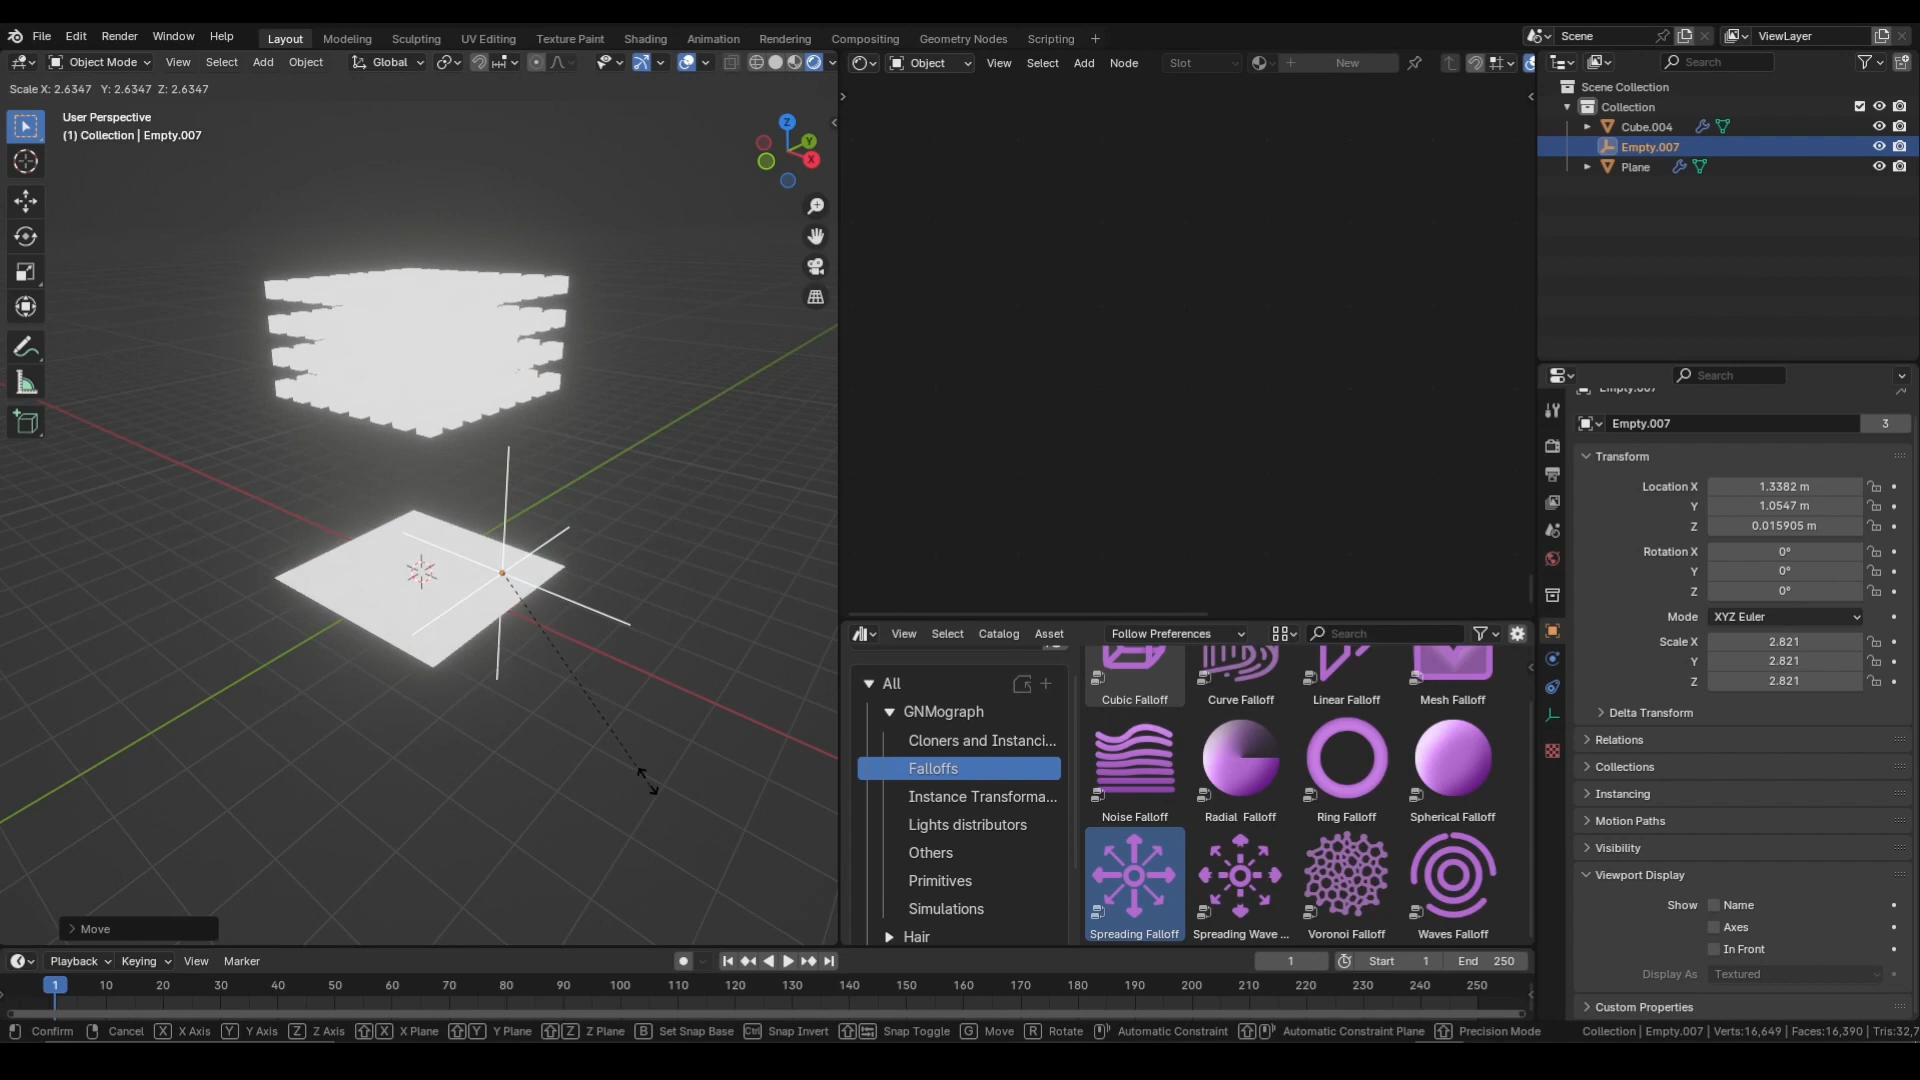 File Edit Render Window Help Layout Modeling Sculpting UV Editing Texture Paint Shading Animation Rendering Compositing Geometry Nodes Scripting + Scene ViewLayer
Object Mode View Select Add Object Global Object View Select Add Node Slot New Search
Scale X: 2.6347 Y: 2.6347 Z: 2.6347
User Perspective
(1) Collection | Empty.007
Z
Y
X
Scene Collection
Collection
Cube.004
Empty.007
Plane
Search
Empty.007
Empty.007 3
Transform
Location X 1.3382 m
Y 1.0547 m
Z 0.015905 m
Rotation X 0°
Y 0°
Z 0°
Mode XYZ Euler
Scale X 2.821
Y 2.821
Z 2.821
Delta Transform
Relations
Collections
Instancing
Motion Paths
Visibility
Viewport Display
Show Name
Axes
In Front
Display As Textured
Custom Properties
View Select Catalog Asset Follow Preferences Search
All
GNMograph
Cloners and Instanci...
Falloffs
Instance Transforma...
Lights distributors
Others
Primitives
Simulations
Hair
Cubic Falloff Curve Falloff Linear Falloff Mesh Falloff
Noise Falloff Radial Falloff Ring Falloff Spherical Falloff
Spreading Falloff Spreading Wave ... Voronoi Falloff Waves Falloff
Move
Playback Keying View Marker 1 Start 1 End 250
1 10 20 30 40 50 60 70 80 90 100 110 120 130 140 150 160 170 180 190 200 210 220 230 240 250
Confirm Cancel X X Axis Y Y Axis Z Z Axis X X Plane Y Y Plane Z Z Plane B Set Snap Base Ctrl Snap Invert Snap Toggle G Move R Rotate Automatic Constraint Automatic Constraint Plane Precision Mode Collection | Empty.007 | Verts:16,649 | Faces:16,390 | Tris:32,7